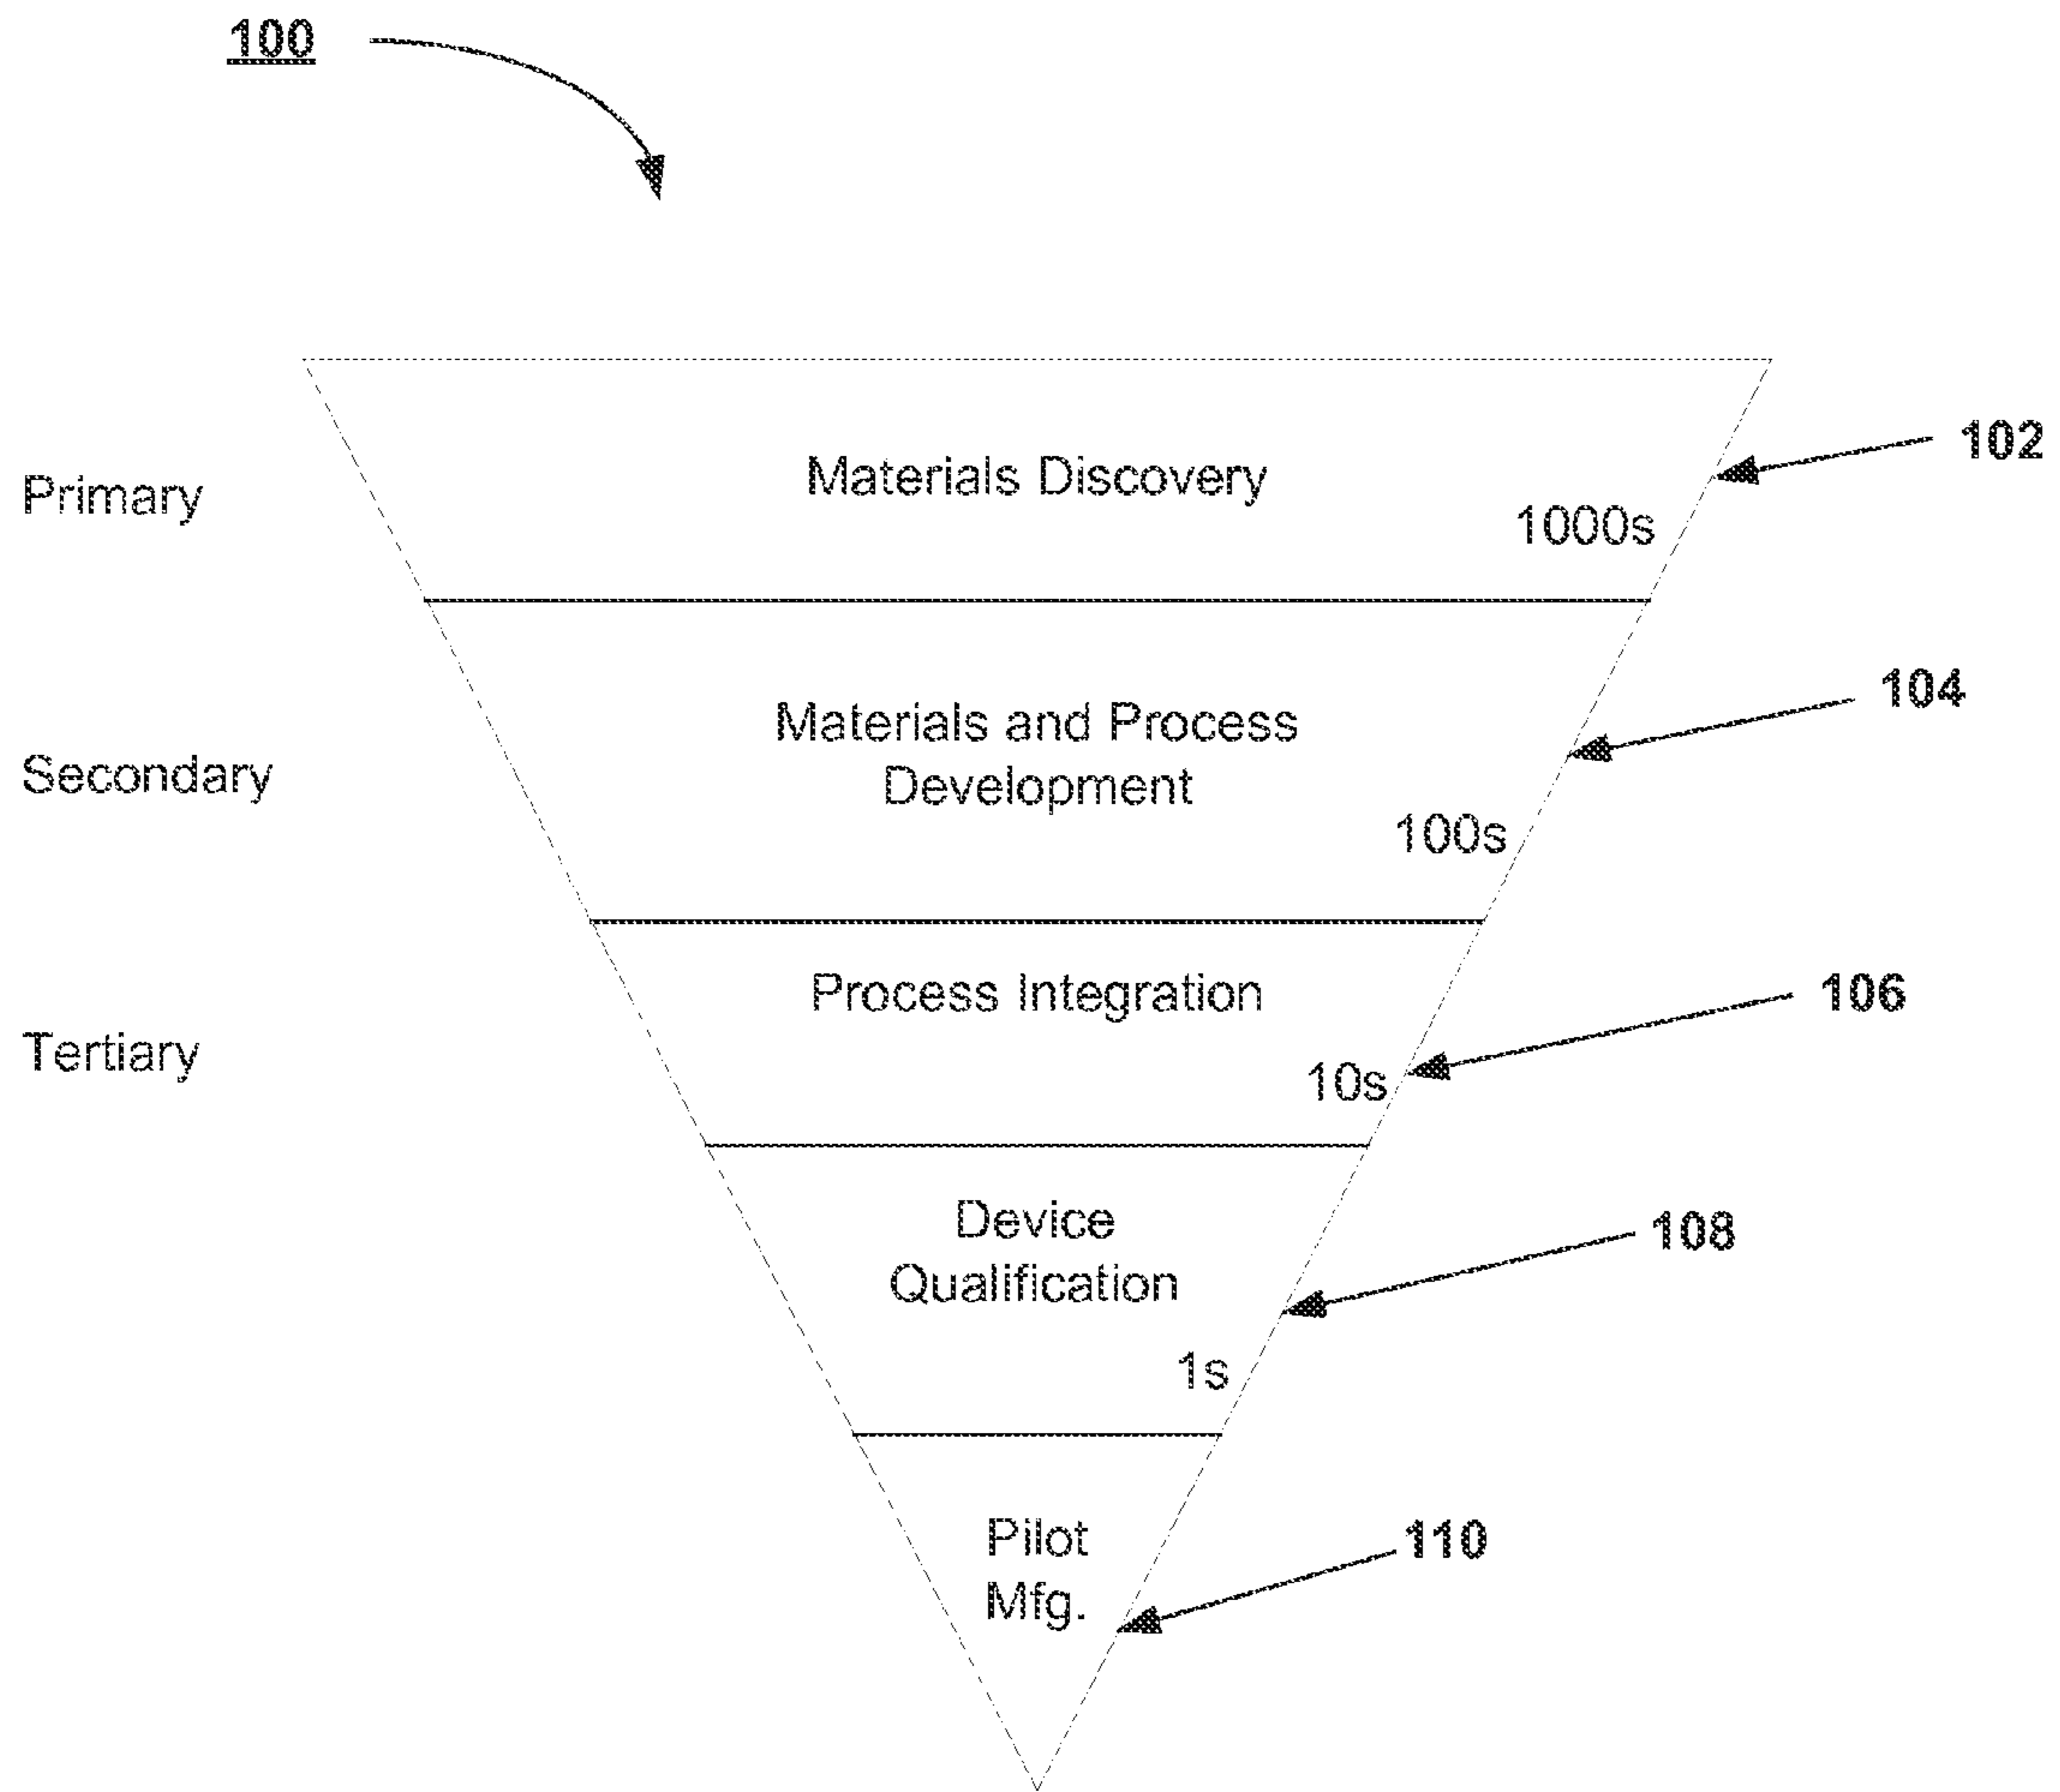 100
102
Materials Discovery
Primary
1000s
104
Materials and Process
Development
Secondary
100s
106
Process Integration
Tertiary
10s
108
Device
Qualification
1s
110
Pilot
Mfg.